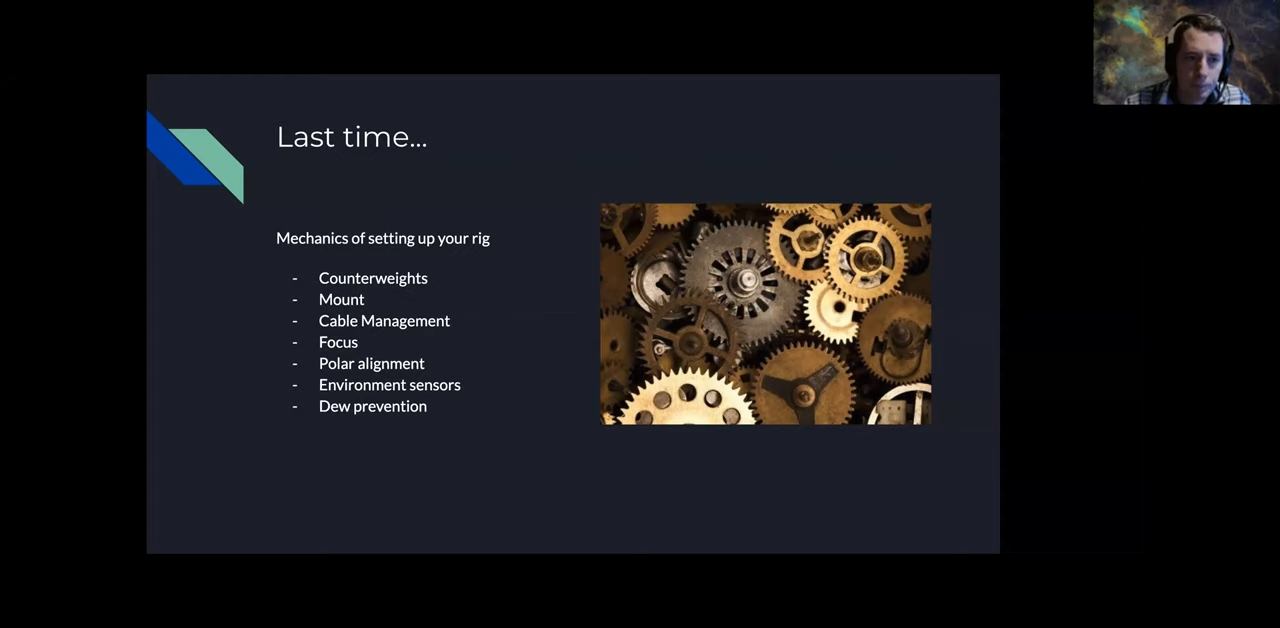 Last time...
Mechanics of setting up your rig
- Counterweights
- Mount
- Cable Management
- Focus
- Polar alignment
- Environment sensors
- Dew prevention